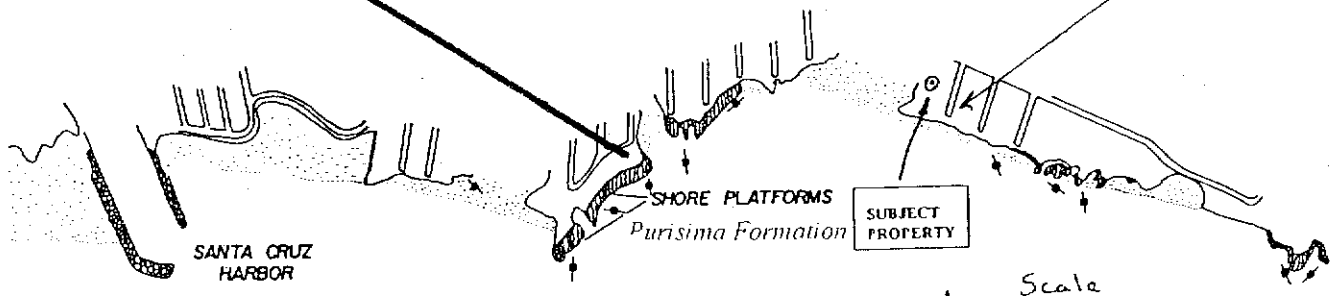 SANTA CRUZ
HARBOR
SHORE PLATFORMS
Purisima Formation
SUBJECT
PROPERTY
Scale